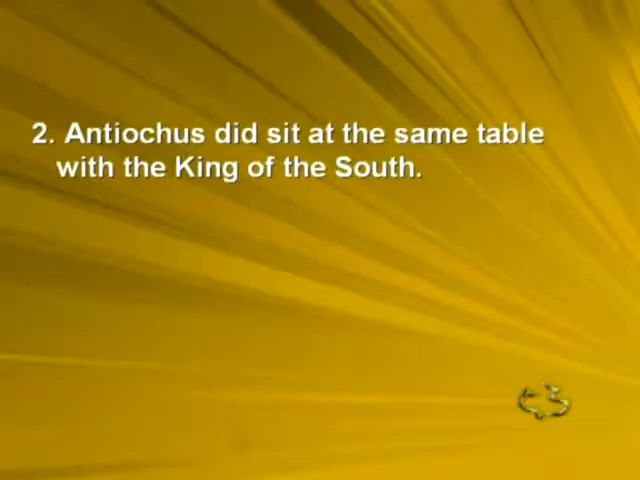 2. Antiochus did sit at the same table
with the King of the South.